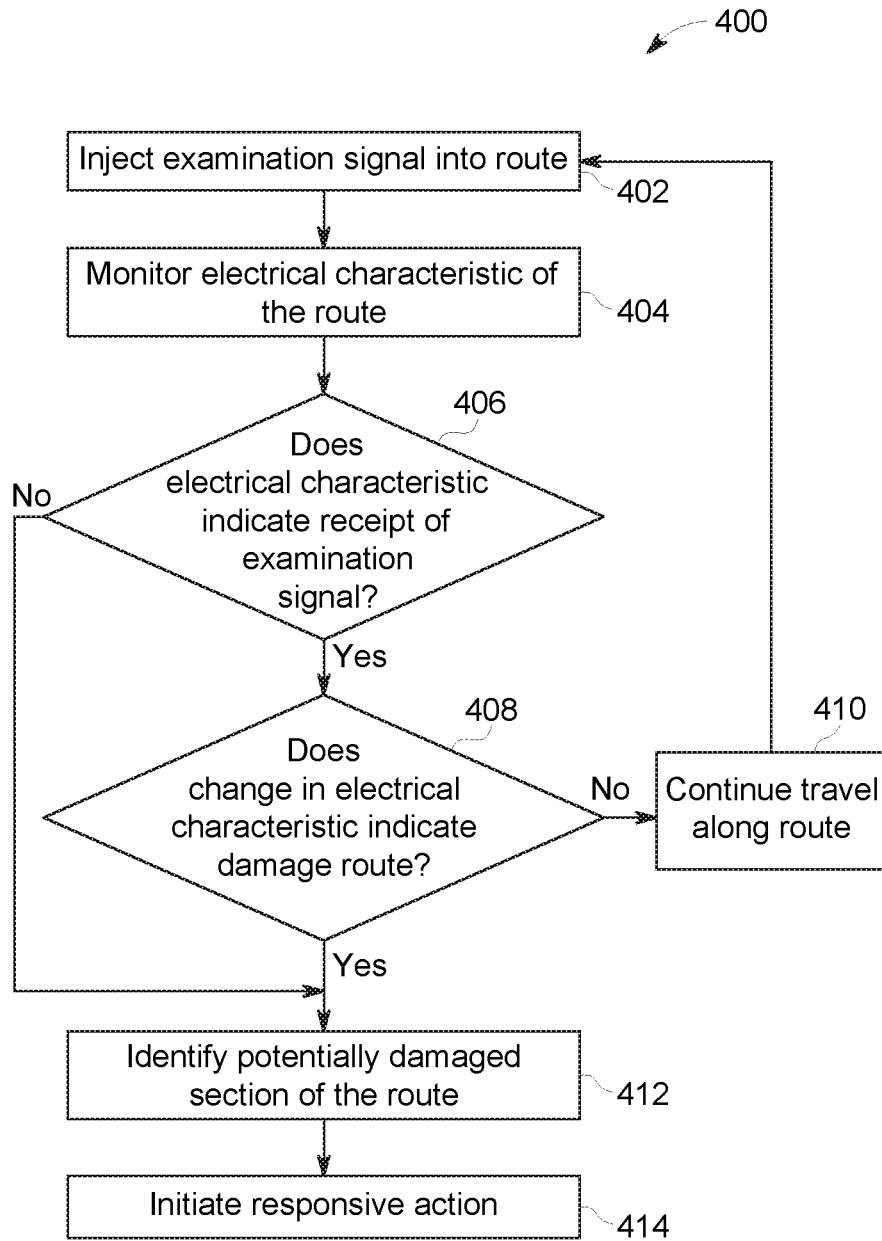 400
Inject examination signal into route
402
Monitor electrical characteristic of
the route
404
406
Does
electrical characteristic
indicate receipt of
examination
signal?
No
Yes
408
Does
change in electrical
characteristic indicate
damage route?
No
410
Continue travel
along route
Yes
Identify potentially damaged
section of the route
412
Initiate responsive action
414